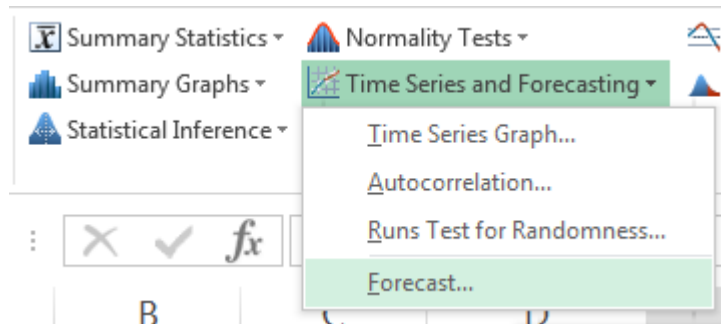 x Summary Statistics
Normality Tests
Summary Graphs
Time Series and Forecasting
Statistical Inference
Time Series Graph...
Autocorrelation...
Runs Test for Randomness...
Forecast...
fx
B C D